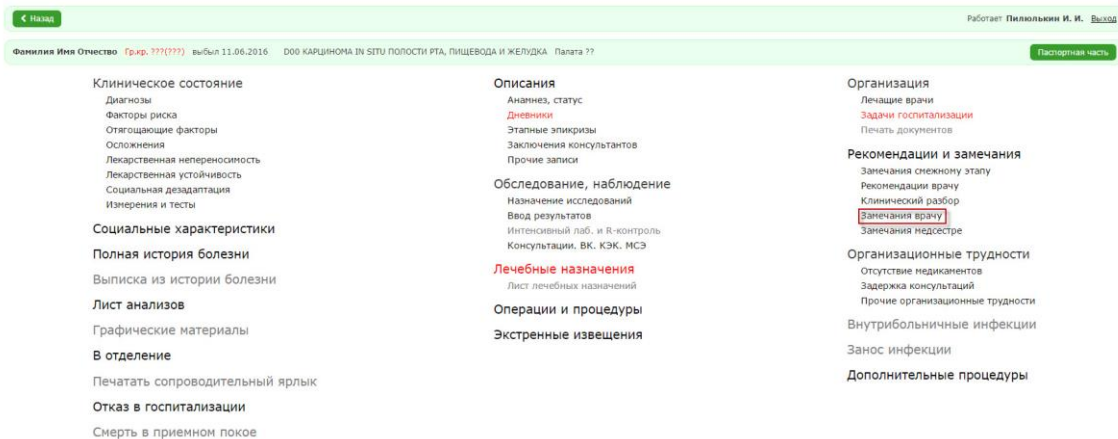 Назад
Работает Пилюлькин И. И. Выход
Фамилия Имя Отчество Гр.кр. ???(???) выбыл 11.06.2016 D00 КАРЦИНОМА IN SITU ПОЛОСТИ РТА, ПИЩЕВОДА И ЖЕЛУДКА Палата ??
Паспортная часть
Клиническое состояние
Диагнозы
Факторы риска
Отягощающие факторы
Осложнения
Лекарственная непереносимость
Лекарственная устойчивость
Социальная дезадаптация
Измерения и тесты
Социальные характеристики
Полная история болезни
Выписка из истории болезни
Лист анализов
Графические материалы
В отделение
Печатать сопроводительный ярлык
Отказ в госпитализации
Смерть в приемном покое
Описания
Анамнез, статус
Дневники
Этапные эпикризы
Заключения консультантов
Прочие записи
Обследование, наблюдение
Назначение исследований
Ввод результатов
Интенсивный лаб. и R-контроль
Консультации. ВК. КЭК. МСЭ
Лечебные назначения
Лист лечебных назначений
Операции и процедуры
Экстренные извещения
Организация
Лечащие врачи
Задачи госпитализации
Печать документов
Рекомендации и замечания
Замечания смежному этапу
Рекомендации врачу
Клинический разбор
Замечания врачу
Замечания медсестре
Организационные трудности
Отсутствие медикаментов
Задержка консультаций
Прочие организационные трудности
Внутрибольничные инфекции
Занос инфекции
Дополнительные процедуры